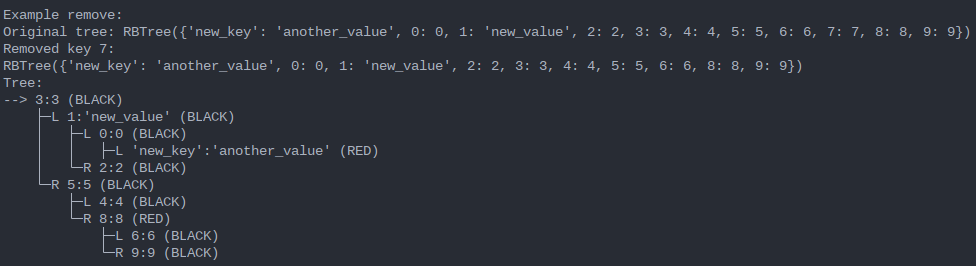 Example remove:
Original tree: RBTree({'new_key': 'another_value', 0: 0, 1: 'new_value', 2: 2, 3: 3, 4: 4, 5: 5, 6: 6, 7: 7, 8: 8, 9: 9})
Removed key 7:
RBTree({'new_key': 'another_value', 0: 0, 1: 'new_value', 2: 2, 3: 3, 4: 4, 5: 5, 6: 6, 8: 8, 9: 9})
Tree:
--> 3:3 (BLACK)
    ├─L 1:'new_value' (BLACK)
    │   ├─L 0:0 (BLACK)
    │   │   ├─L 'new_key':'another_value' (RED)
    │   └─R 2:2 (BLACK)
    └─R 5:5 (BLACK)
        ├─L 4:4 (BLACK)
        └─R 8:8 (RED)
            ├─L 6:6 (BLACK)
            └─R 9:9 (BLACK)